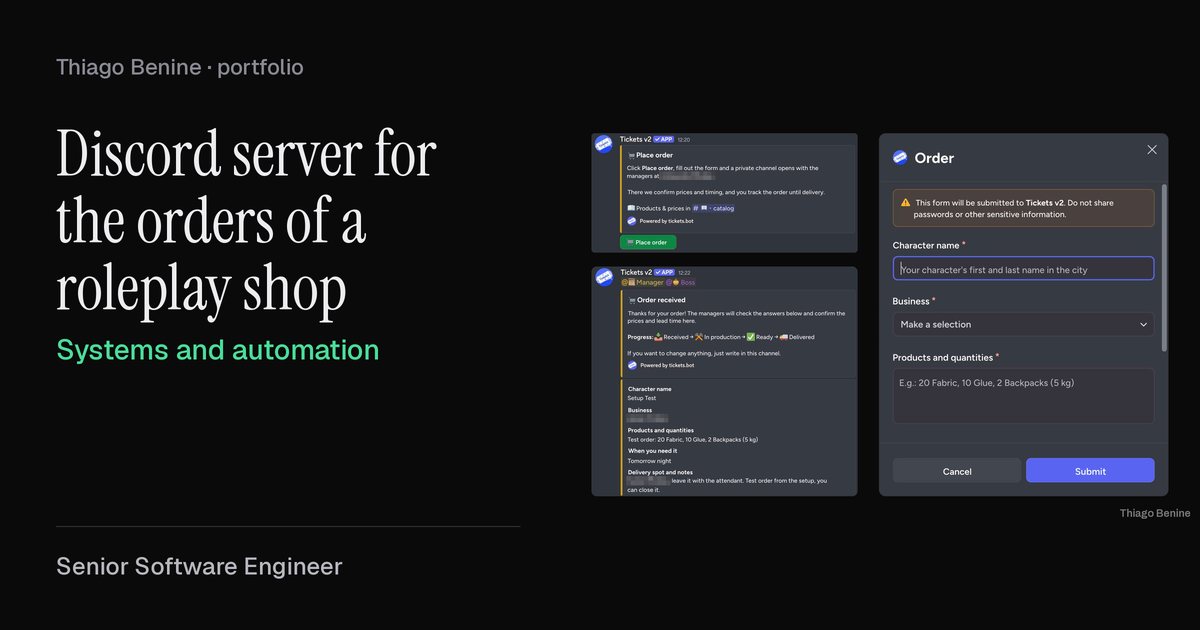 Thiago Benine · portfolio
Discord server for
the orders of a
roleplay shop
Systems and automation
Senior Software Engineer
Tickets v2 ✓ APP 12:20
🛒 Place order
Click Place order, fill out the form and a private channel opens with the
managers at
There we confirm prices and timing, and you track the order until delivery.
📖 Products & prices in # 📖・catalog
Powered by tickets.bot
🛒 Place order
Tickets v2 ✓ APP 12:22
@Manager @Boss
🛒 Order received
Thanks for your order! The managers will check the answers below and confirm the
prices and lead time here.
Progress: 📥 Received → 🛠️ In production → ✅ Ready → 🚚 Delivered
If you want to change anything, just write in this channel.
Powered by tickets.bot
Character name
Setup Test
Business
Products and quantities
Test order: 20 Fabric, 10 Glue, 2 Backpacks (5 kg)
When you need it
Tomorrow night
Delivery spot and notes
leave it with the attendant. Test order from the setup, you
can close it.
Order
⚠️ This form will be submitted to Tickets v2. Do not share
passwords or other sensitive information.
Character name *
Your character's first and last name in the city
Business *
Make a selection
Products and quantities *
E.g.: 20 Fabric, 10 Glue, 2 Backpacks (5 kg)
Cancel
Submit
Thiago Benine